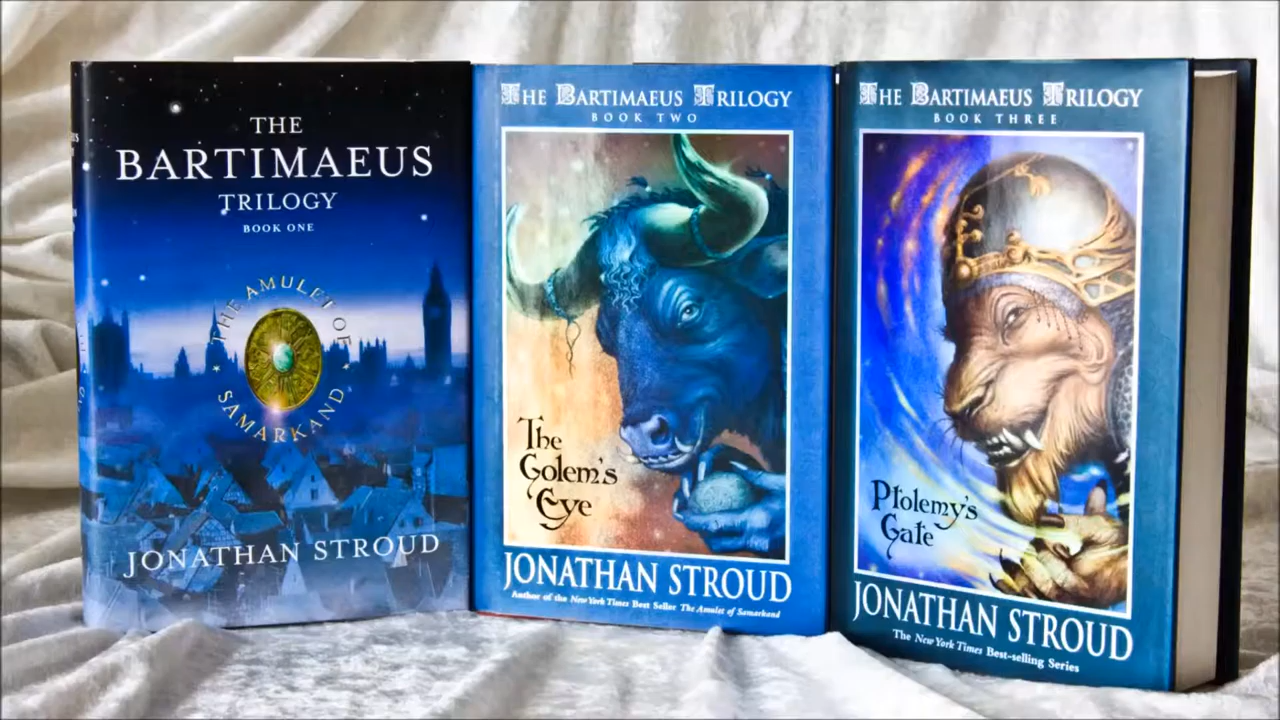 THE
BARTIMAEUS
TRILOGY
BOOK ONE
THE AMULET OF
SAMARKAND
JONATHAN STROUD
THE BARTIMAEUS TRILOGY
BOOK TWO
The
Golem's
Eye
JONATHAN STROUD
Author of the New York Times Best Seller The Amulet of Samarkand
THE BARTIMAEUS TRILOGY
BOOK THREE
Ptolemy's
Gate
JONATHAN STROUD
The New York Times Best-selling Series